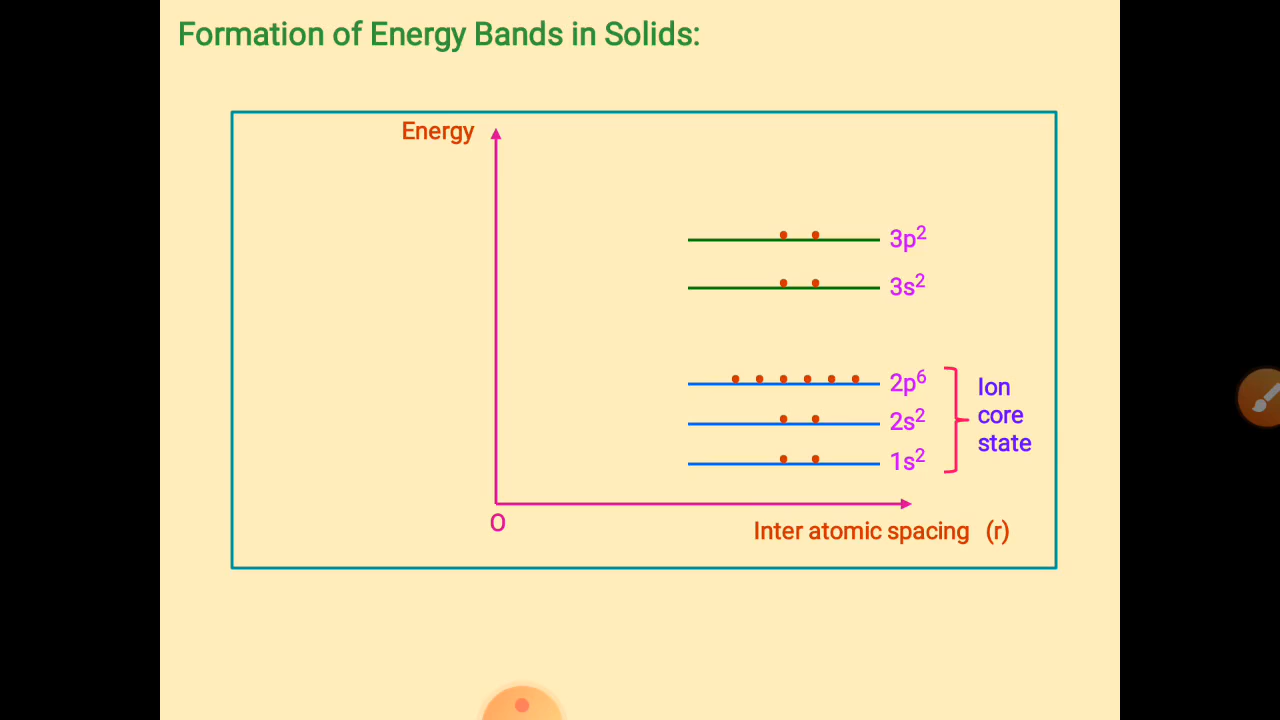 Formation of Energy Bands in Solids:
Energy
3p²
3s²
2p⁶
2s²
1s²
Ion
core
state
O
Inter atomic spacing (r)